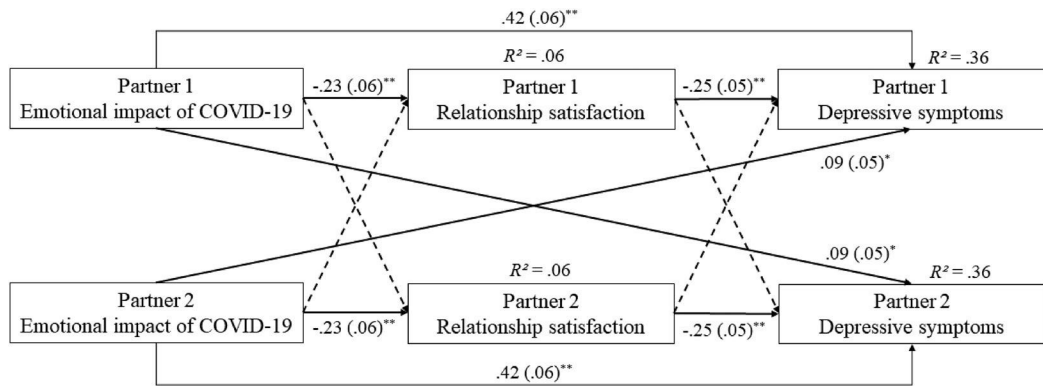 .42 (.06)**
R² = .06
R² = .36
Partner 1
Emotional impact of COVID-19
-.23 (.06)**
Partner 1
Relationship satisfaction
-.25 (.05)**
Partner 1
Depressive symptoms
.09 (.05)*
.09 (.05)*
R² = .06
R² = .36
Partner 2
Emotional impact of COVID-19
-.23 (.06)**
Partner 2
Relationship satisfaction
-.25 (.05)**
Partner 2
Depressive symptoms
.42 (.06)**